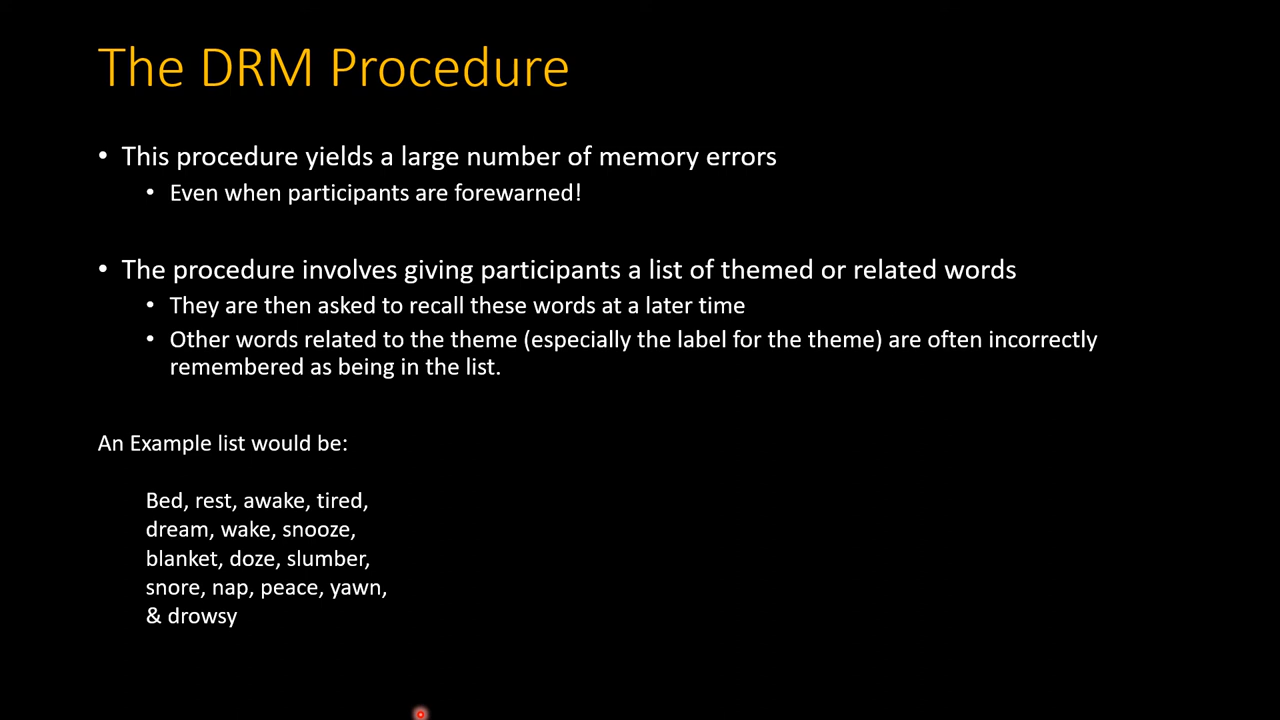 The DRM Procedure
• This procedure yields a large number of memory errors
• Even when participants are forewarned!
• The procedure involves giving participants a list of themed or related words
• They are then asked to recall these words at a later time
• Other words related to the theme (especially the label for the theme) are often incorrectly
remembered as being in the list.
An Example list would be:
Bed, rest, awake, tired,
dream, wake, snooze,
blanket, doze, slumber,
snore, nap, peace, yawn,
& drowsy